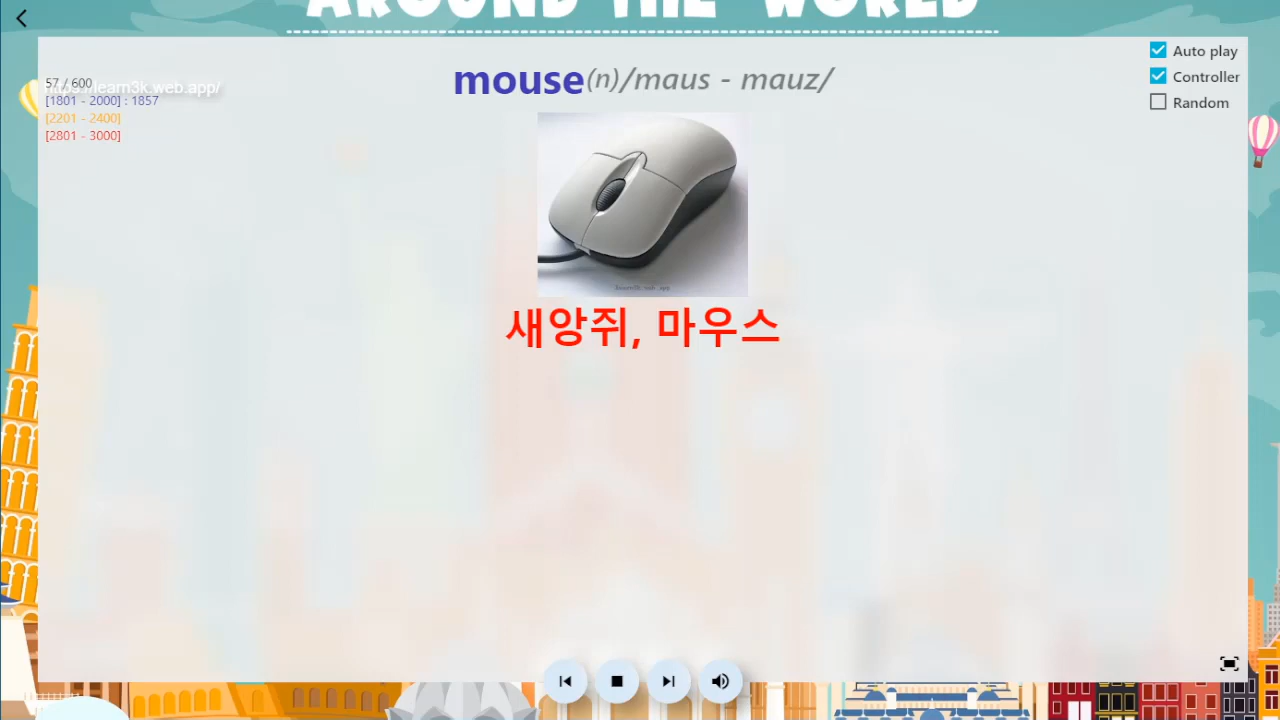 AROUND THE WORLD
57 / 600
https://learn3k.web.app/
[1801 - 2000] : 1857
[2201 - 2400]
[2801 - 3000]
mouse(n)/maus - mauz/
Auto play
Controller
Random
새앙쥐, 마우스